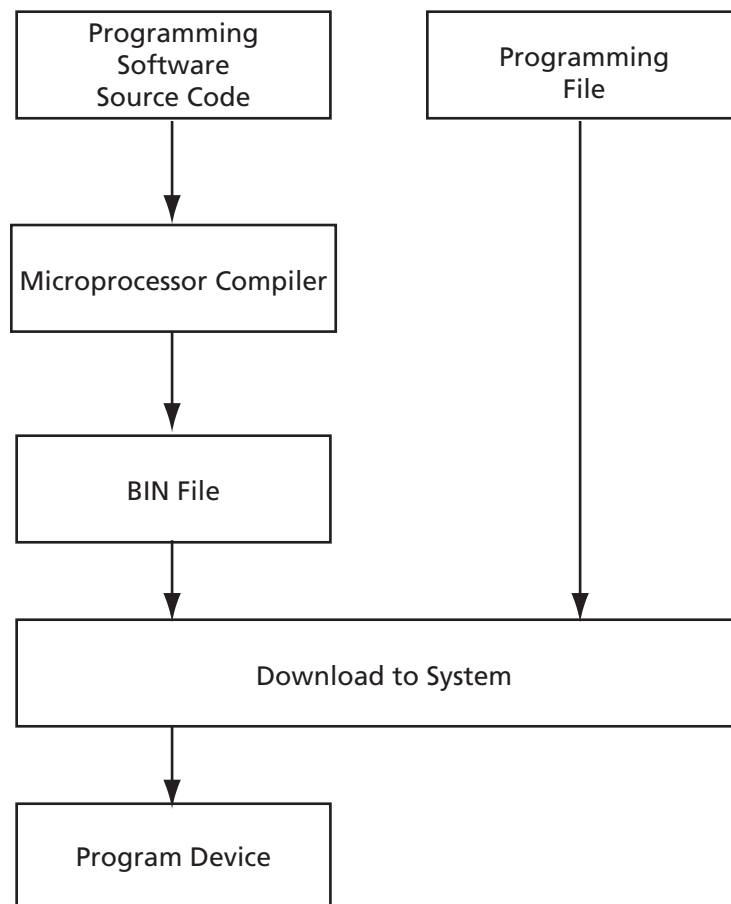 Programming
Software
Source Code
Programming
File
Microprocessor Compiler
BIN File
Download to System
Program Device